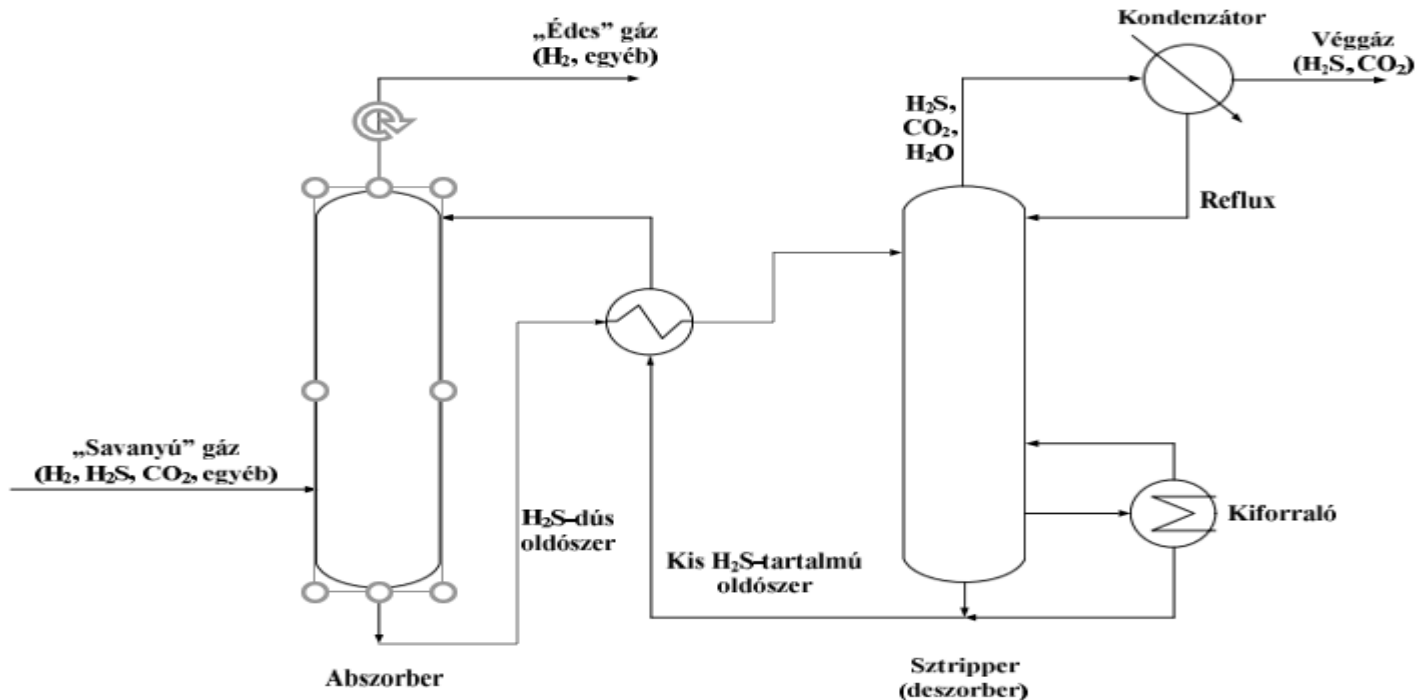 „Édes” gáz
(H₂, egyéb)
Kondenzátor
Véggáz
(H₂S, CO₂)
H₂S,
CO₂,
H₂O
Reflux
„Savanyú” gáz
(H₂, H₂S, CO₂, egyéb)
H₂S-dús
oldószer
Kis H₂S-tartalmú
oldószer
Kiforraló
Abszorber
Sztripper
(deszorber)